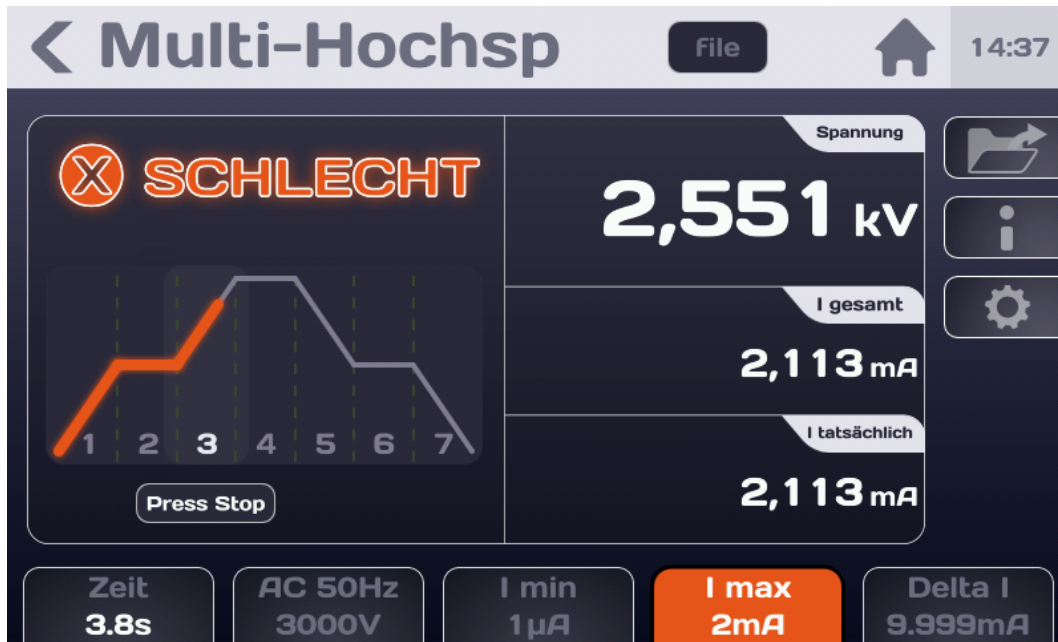 Multi-Hochsp
File
14:37
SCHLECHT
Spannung
2,551 kV
I gesamt
2,113 mA
I tatsächlich
2,113 mA
1 2 3 4 5 6 7
Press Stop
Zeit
3.8s
AC 50Hz
3000V
I min
1µA
I max
2mA
Delta I
9.999mA